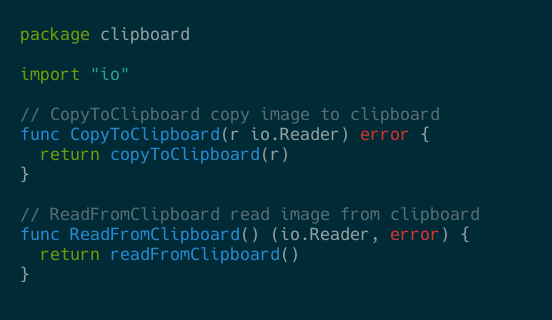 package clipboard

import "io"

// CopyToClipboard copy image to clipboard
func CopyToClipboard(r io.Reader) error {
  return copyToClipboard(r)
}

// ReadFromClipboard read image from clipboard
func ReadFromClipboard() (io.Reader, error) {
  return readFromClipboard()
}